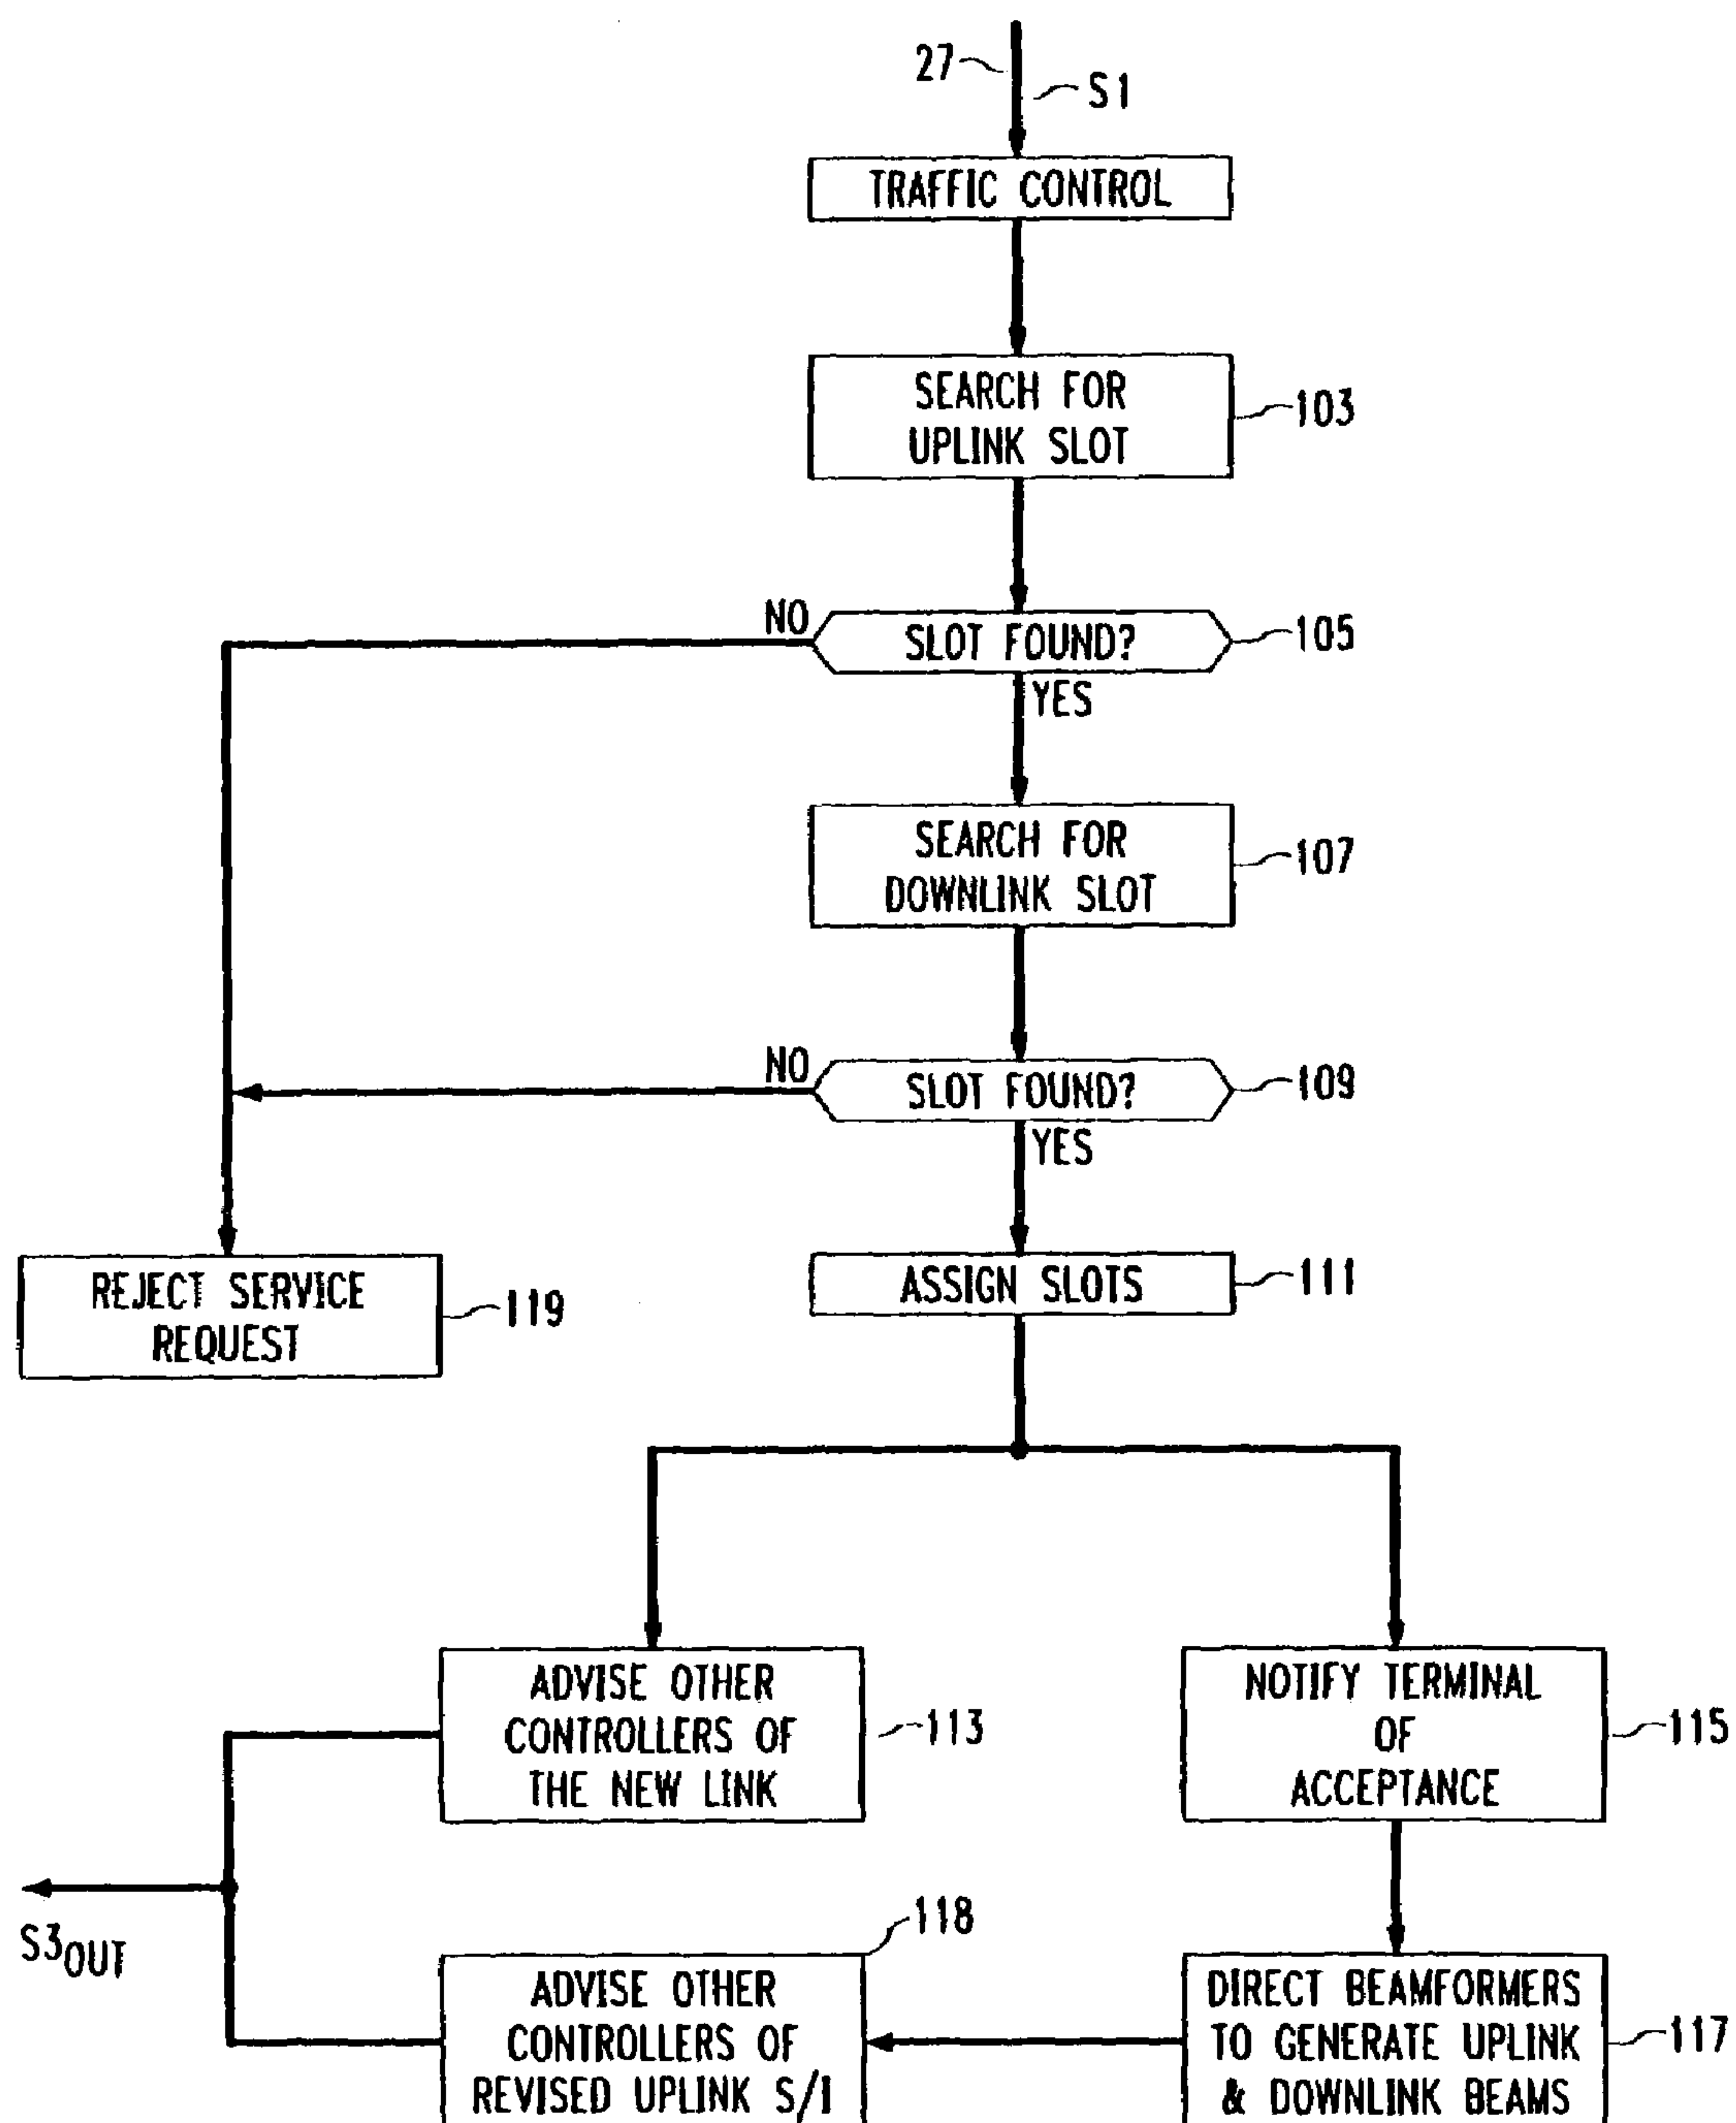 27
S1
TRAFFIC CONTROL
SEARCH FOR
UPLINK SLOT
103
NO
SLOT FOUND?
105
YES
SEARCH FOR
DOWNLINK SLOT
107
NO
SLOT FOUND?
109
YES
ASSIGN SLOTS
111
REJECT SERVICE
REQUEST
119
ADVISE OTHER
CONTROLLERS OF
THE NEW LINK
113
NOTIFY TERMINAL
OF
ACCEPTANCE
115
S3OUT
118
ADVISE OTHER
CONTROLLERS OF
REVISED UPLINK S/I
DIRECT BEAMFORMERS
TO GENERATE UPLINK
& DOWNLINK BEAMS
117